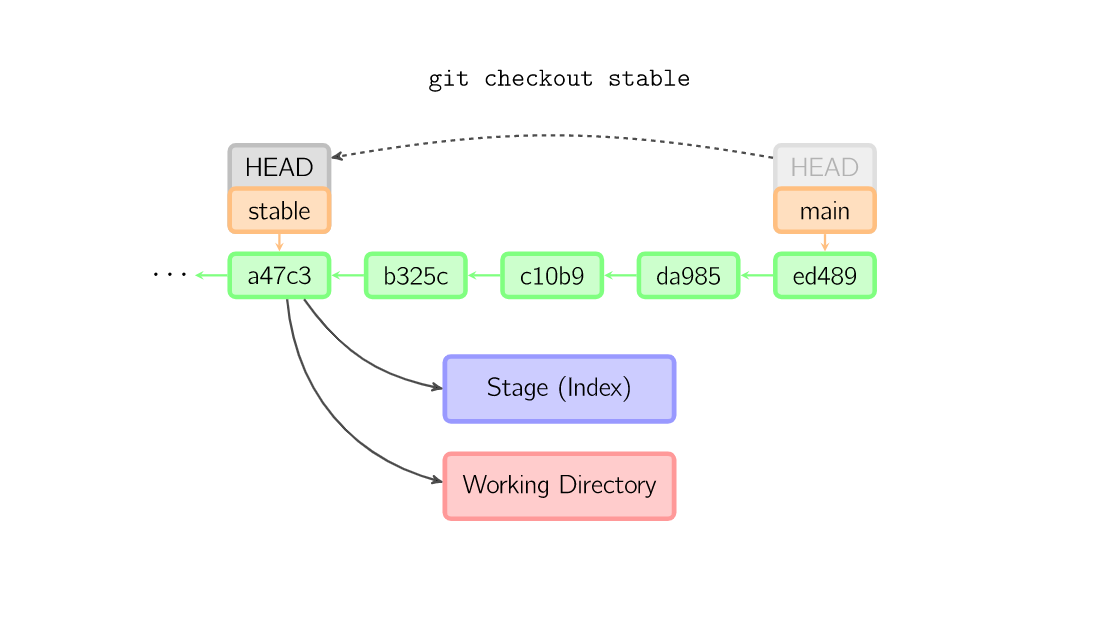 git checkout stable
HEAD HEAD
stable main
··· a47c3 b325c c10b9 da985 ed489
Stage (Index)
Working Directory